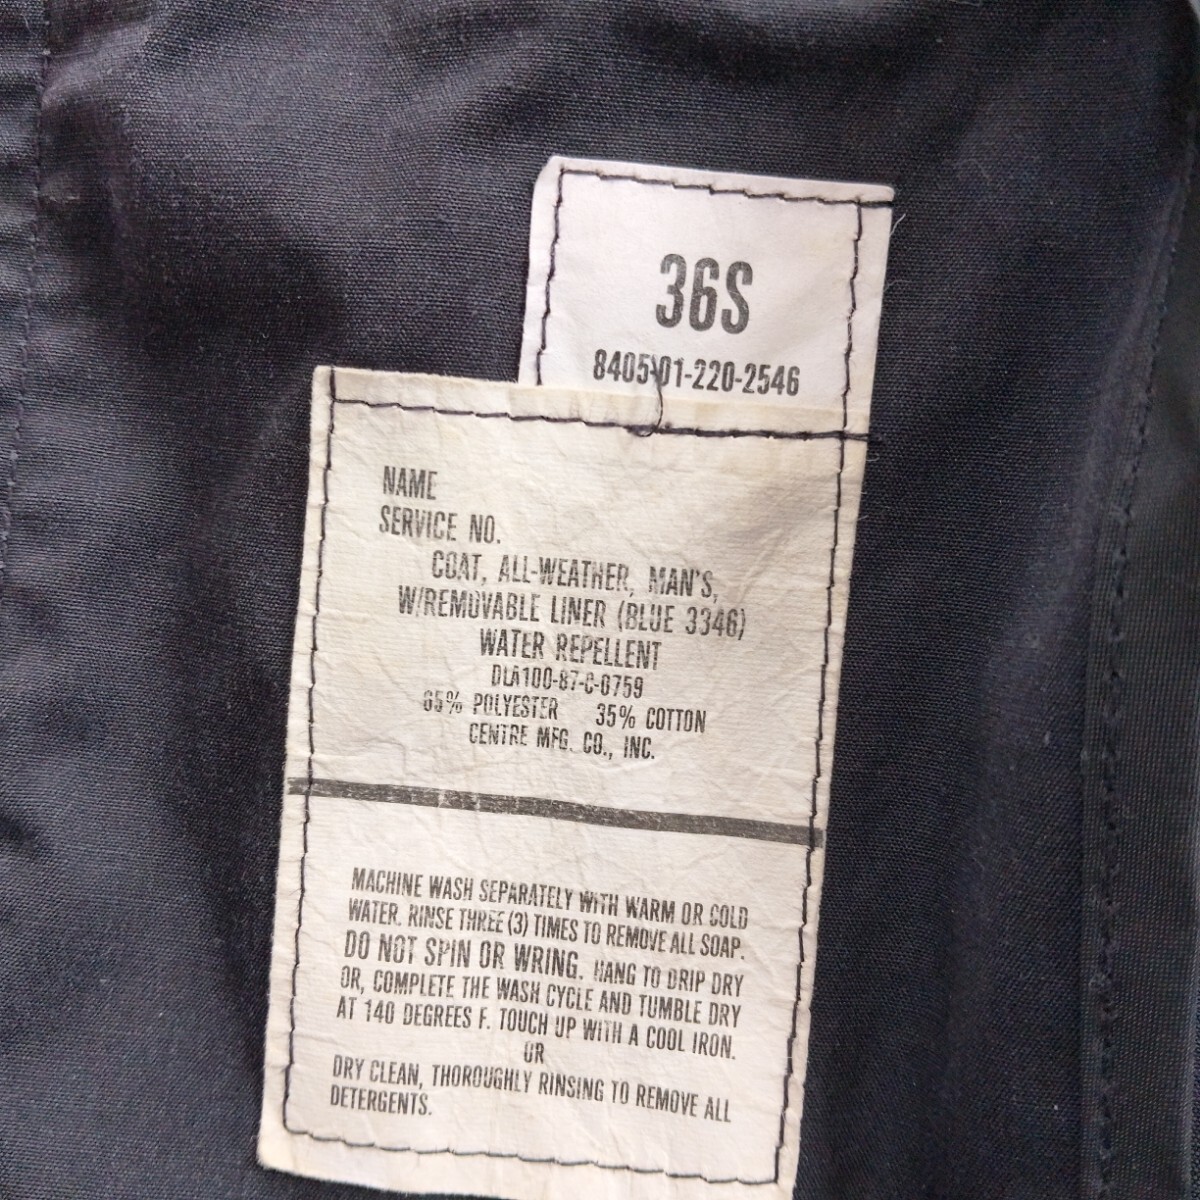 36S
8405-01-220-2546
NAME
SERVICE NO.
COAT, ALL-WEATHER, MAN'S,
W/REMOVABLE LINER (BLUE 3346)
WATER REPELLENT
DLA100-87-C-0759
65% POLYESTER 35% COTTON
CENTRE MFG. CO., INC.
MACHINE WASH SEPARATELY WITH WARM OR COLD
WATER. RINSE THREE (3) TIMES TO REMOVE ALL SOAP.
DO NOT SPIN OR WRING. HANG TO DRIP DRY
OR, COMPLETE THE WASH CYCLE AND TUMBLE DRY
AT 140 DEGREES F. TOUCH UP WITH A COOL IRON.
OR
DRY CLEAN, THOROUGHLY RINSING TO REMOVE ALL
DETERGENTS.